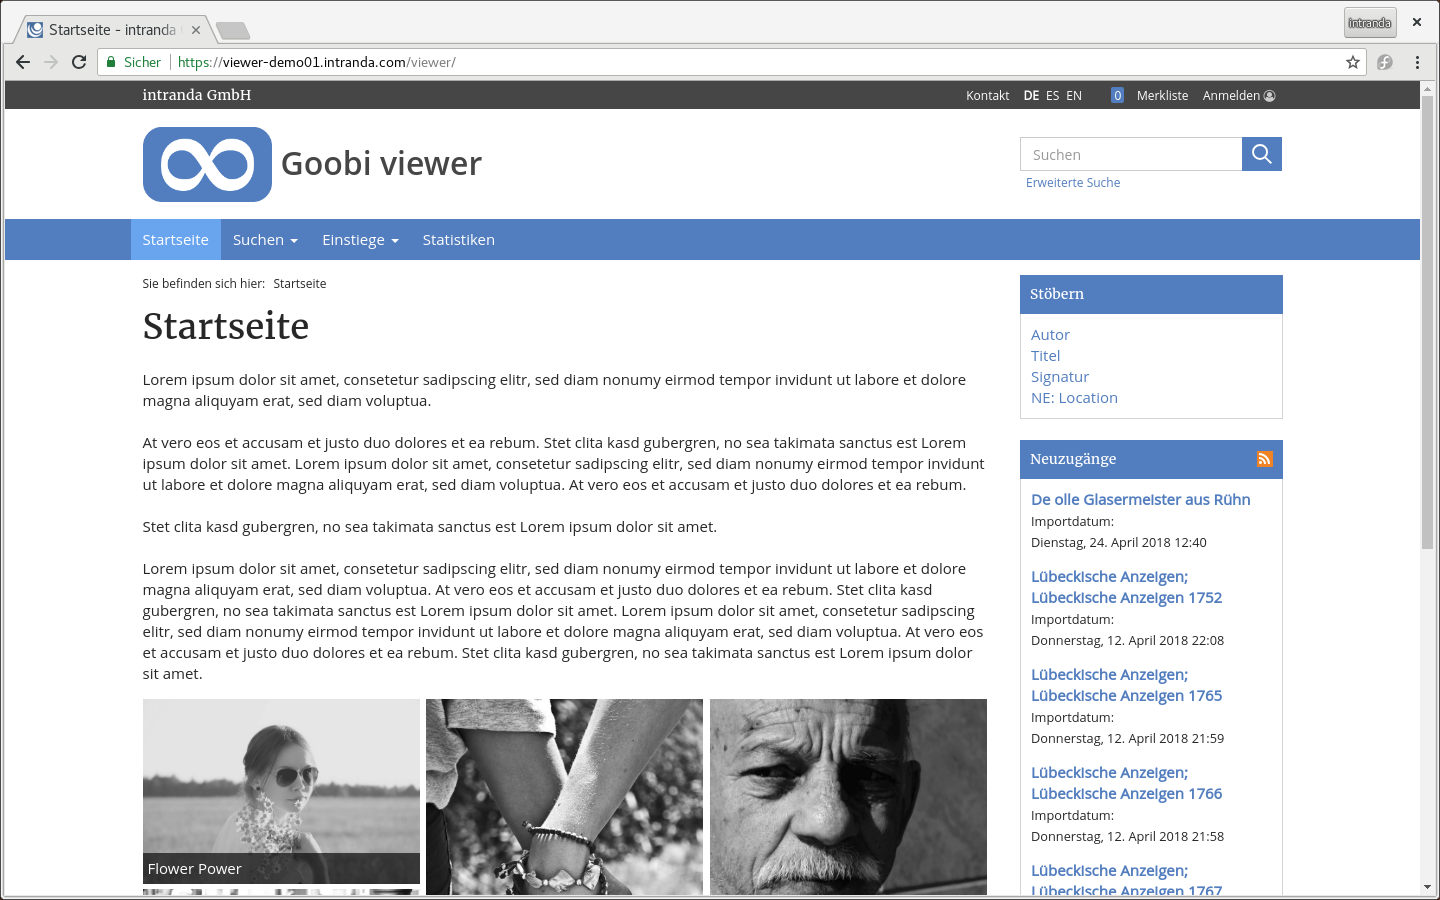 Startseite - intranda
intranda
Sicher
https://viewer-demo01.intranda.com/viewer/
intranda GmbH
Kontakt DE ES EN 0 Merkliste Anmelden
Goobi viewer
Suchen
Erweiterte Suche
Startseite Suchen Einstiege Statistiken
Sie befinden sich hier: Startseite
Startseite
Lorem ipsum dolor sit amet, consetetur sadipscing elitr, sed diam nonumy eirmod tempor invidunt ut labore et dolore
magna aliquyam erat, sed diam voluptua.
At vero eos et accusam et justo duo dolores et ea rebum. Stet clita kasd gubergren, no sea takimata sanctus est Lorem
ipsum dolor sit amet. Lorem ipsum dolor sit amet, consetetur sadipscing elitr, sed diam nonumy eirmod tempor invidunt
ut labore et dolore magna aliquyam erat, sed diam voluptua. At vero eos et accusam et justo duo dolores et ea rebum.
Stet clita kasd gubergren, no sea takimata sanctus est Lorem ipsum dolor sit amet.
Lorem ipsum dolor sit amet, consetetur sadipscing elitr, sed diam nonumy eirmod tempor invidunt ut labore et dolore
magna aliquyam erat, sed diam voluptua. At vero eos et accusam et justo duo dolores et ea rebum. Stet clita kasd
gubergren, no sea takimata sanctus est Lorem ipsum dolor sit amet. Lorem ipsum dolor sit amet, consetetur sadipscing
elitr, sed diam nonumy eirmod tempor invidunt ut labore et dolore magna aliquyam erat, sed diam voluptua. At vero eos
et accusam et justo duo dolores et ea rebum. Stet clita kasd gubergren, no sea takimata sanctus est Lorem ipsum dolor
sit amet.
Flower Power
Stöbern
Autor
Titel
Signatur
NE: Location
Neuzugänge
De olle Glasermeister aus Rühn
Importdatum:
Dienstag, 24. April 2018 12:40
Lübeckische Anzeigen;
Lübeckische Anzeigen 1752
Importdatum:
Donnerstag, 12. April 2018 22:08
Lübeckische Anzeigen;
Lübeckische Anzeigen 1765
Importdatum:
Donnerstag, 12. April 2018 21:59
Lübeckische Anzeigen;
Lübeckische Anzeigen 1766
Importdatum:
Donnerstag, 12. April 2018 21:58
Lübeckische Anzeigen;
Lübeckische Anzeigen 1767